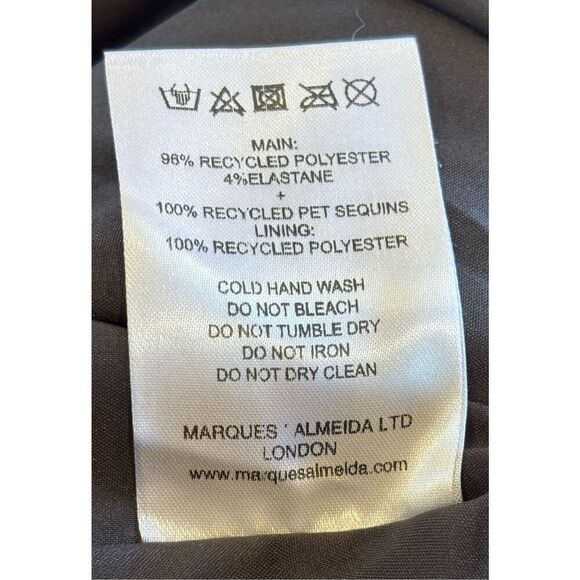 MAIN:
96% RECYCLED POLYESTER
4%ELASTANE
+
100% RECYCLED PET SEQUINS
LINING:
100% RECYCLED POLYESTER
COLD HAND WASH
DO NOT BLEACH
DO NOT TUMBLE DRY
DO NOT IRON
DO NOT DRY CLEAN
MARQUES ' ALMEIDA LTD
LONDON
www.marquesalmeida.com